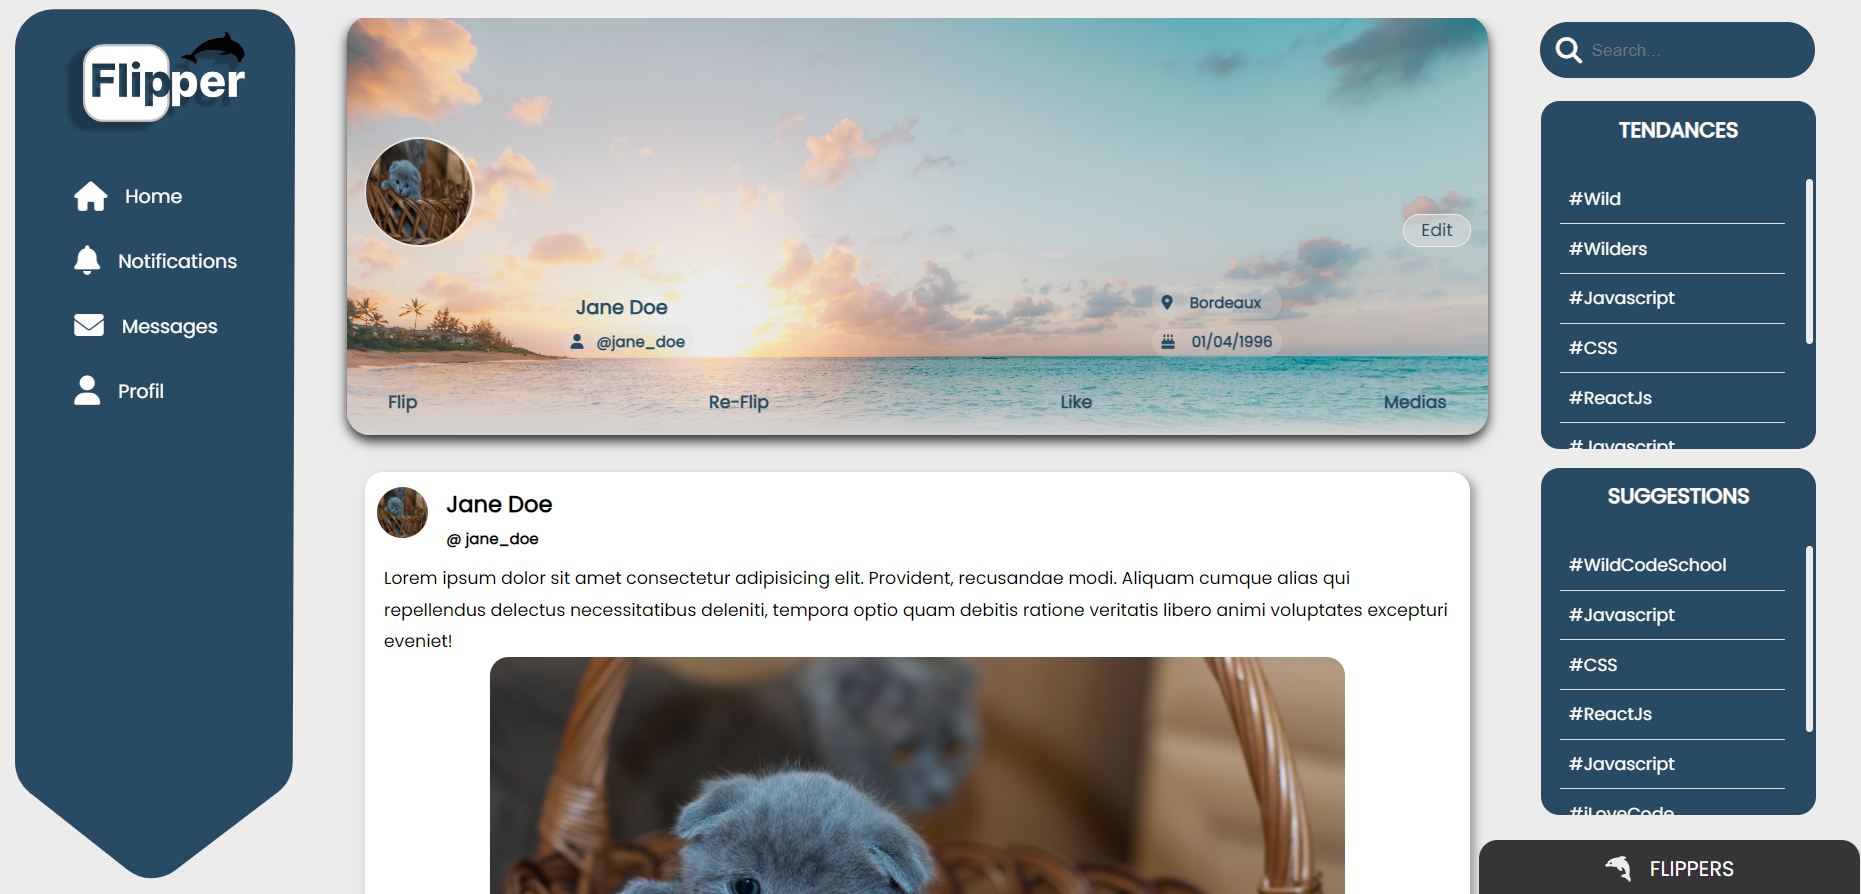 Flipper
Home
Notifications
Messages
Profil
Edit
Jane Doe
@jane_doe
Bordeaux
01/04/1996
Flip
Re-Flip
Like
Medias
Jane Doe
@ jane_doe
Lorem ipsum dolor sit amet consectetur adipisicing elit. Provident, recusandae modi. Aliquam cumque alias qui
repellendus delectus necessitatibus deleniti, tempora optio quam debitis ratione veritatis libero animi voluptates excepturi
eveniet!
Search...
TENDANCES
#Wild
#Wilders
#Javascript
#CSS
#ReactJs
#Javascript
SUGGESTIONS
#WildCodeSchool
#Javascript
#CSS
#ReactJs
#Javascript
#iLoveCode
FLIPPERS